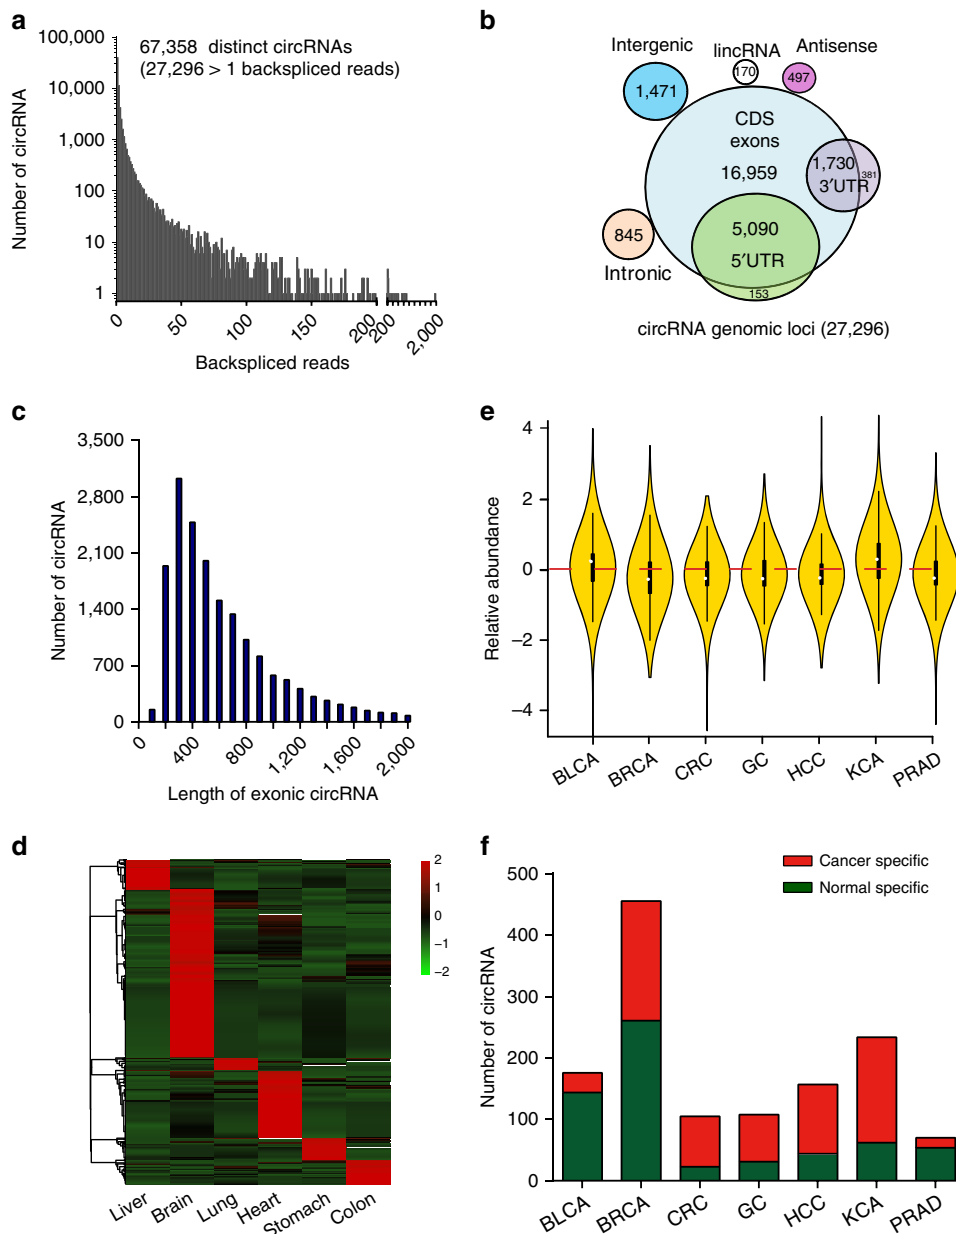 a
67,358 distinct circRNAs
(27,296 > 1 backspliced reads)
Number of circRNA
100,000
10,000
1,000
100
10
1
0
50
100
150
200
200
2,000
Backspliced reads
b
Intergenic
lincRNA
Antisense
1,471
170
497
CDS
exons
16,959
1,730
381
3′UTR
5,090
5′UTR
153
845
Intronic
circRNA genomic loci (27,296)
c
Number of circRNA
3,500
2,800
2,100
1,400
700
0
0
400
800
1,200
1,600
2,000
Length of exonic circRNA
e
Relative abundance
4
2
0
−2
−4
BLCA
BRCA
CRC
GC
HCC
KCA
PRAD
d
2
1
0
−1
−2
Liver
Brain
Lung
Heart
Stomach
Colon
f
Cancer specific
Normal specific
Number of circRNA
500
400
300
200
100
0
BLCA
BRCA
CRC
GC
HCC
KCA
PRAD